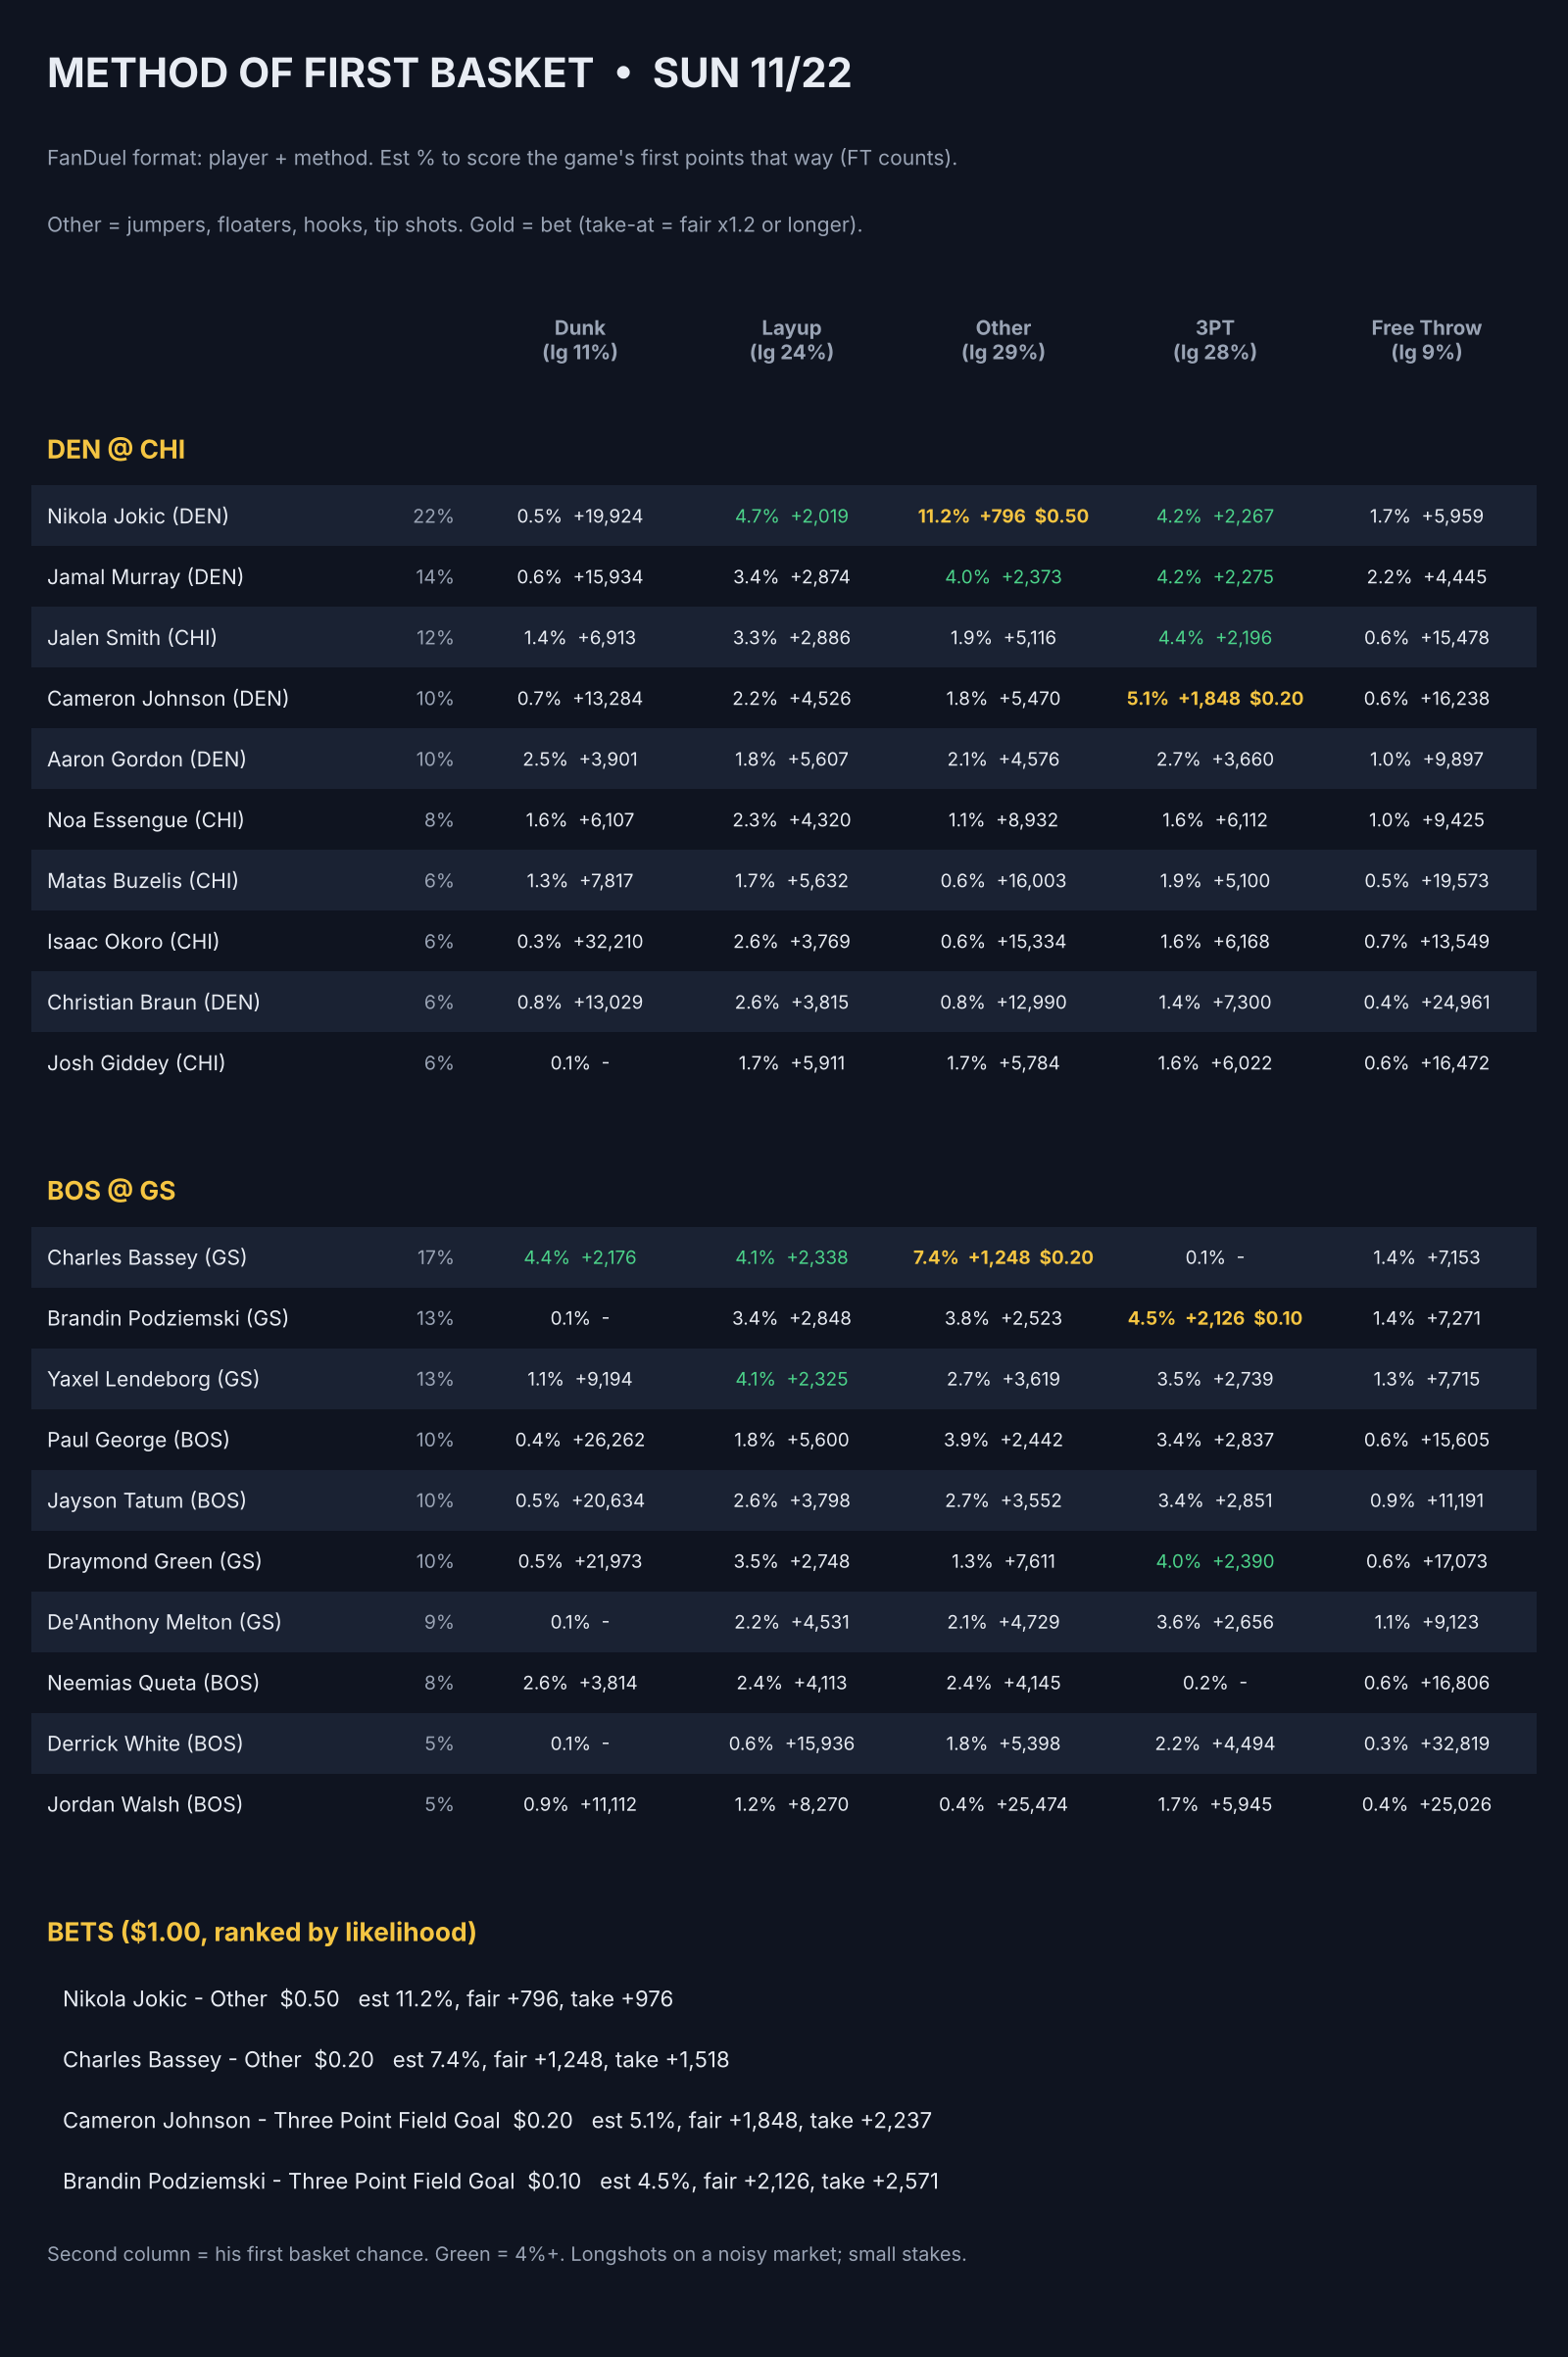 METHOD OF FIRST BASKET • SUN 11/22
FanDuel format: player + method. Est % to score the game's first points that way (FT counts).
Other = jumpers, floaters, hooks, tip shots. Gold = bet (take-at = fair x1.2 or longer).
Dunk Layup Other 3PT Free Throw
(lg 11%) (lg 24%) (lg 29%) (lg 28%) (lg 9%)
DEN @ CHI
Nikola Jokic (DEN) 22% 0.5% +19,924 4.7% +2,019 11.2% +796 $0.50 4.2% +2,267 1.7% +5,959
Jamal Murray (DEN) 14% 0.6% +15,934 3.4% +2,874 4.0% +2,373 4.2% +2,275 2.2% +4,445
Jalen Smith (CHI) 12% 1.4% +6,913 3.3% +2,886 1.9% +5,116 4.4% +2,196 0.6% +15,478
Cameron Johnson (DEN) 10% 0.7% +13,284 2.2% +4,526 1.8% +5,470 5.1% +1,848 $0.20 0.6% +16,238
Aaron Gordon (DEN) 10% 2.5% +3,901 1.8% +5,607 2.1% +4,576 2.7% +3,660 1.0% +9,897
Noa Essengue (CHI) 8% 1.6% +6,107 2.3% +4,320 1.1% +8,932 1.6% +6,112 1.0% +9,425
Matas Buzelis (CHI) 6% 1.3% +7,817 1.7% +5,632 0.6% +16,003 1.9% +5,100 0.5% +19,573
Isaac Okoro (CHI) 6% 0.3% +32,210 2.6% +3,769 0.6% +15,334 1.6% +6,168 0.7% +13,549
Christian Braun (DEN) 6% 0.8% +13,029 2.6% +3,815 0.8% +12,990 1.4% +7,300 0.4% +24,961
Josh Giddey (CHI) 6% 0.1% - 1.7% +5,911 1.7% +5,784 1.6% +6,022 0.6% +16,472
BOS @ GS
Charles Bassey (GS) 17% 4.4% +2,176 4.1% +2,338 7.4% +1,248 $0.20 0.1% - 1.4% +7,153
Brandin Podziemski (GS) 13% 0.1% - 3.4% +2,848 3.8% +2,523 4.5% +2,126 $0.10 1.4% +7,271
Yaxel Lendeborg (GS) 13% 1.1% +9,194 4.1% +2,325 2.7% +3,619 3.5% +2,739 1.3% +7,715
Paul George (BOS) 10% 0.4% +26,262 1.8% +5,600 3.9% +2,442 3.4% +2,837 0.6% +15,605
Jayson Tatum (BOS) 10% 0.5% +20,634 2.6% +3,798 2.7% +3,552 3.4% +2,851 0.9% +11,191
Draymond Green (GS) 10% 0.5% +21,973 3.5% +2,748 1.3% +7,611 4.0% +2,390 0.6% +17,073
De'Anthony Melton (GS) 9% 0.1% - 2.2% +4,531 2.1% +4,729 3.6% +2,656 1.1% +9,123
Neemias Queta (BOS) 8% 2.6% +3,814 2.4% +4,113 2.4% +4,145 0.2% - 0.6% +16,806
Derrick White (BOS) 5% 0.1% - 0.6% +15,936 1.8% +5,398 2.2% +4,494 0.3% +32,819
Jordan Walsh (BOS) 5% 0.9% +11,112 1.2% +8,270 0.4% +25,474 1.7% +5,945 0.4% +25,026
BETS ($1.00, ranked by likelihood)
Nikola Jokic - Other $0.50 est 11.2%, fair +796, take +976
Charles Bassey - Other $0.20 est 7.4%, fair +1,248, take +1,518
Cameron Johnson - Three Point Field Goal $0.20 est 5.1%, fair +1,848, take +2,237
Brandin Podziemski - Three Point Field Goal $0.10 est 4.5%, fair +2,126, take +2,571
Second column = his first basket chance. Green = 4%+. Longshots on a noisy market; small stakes.